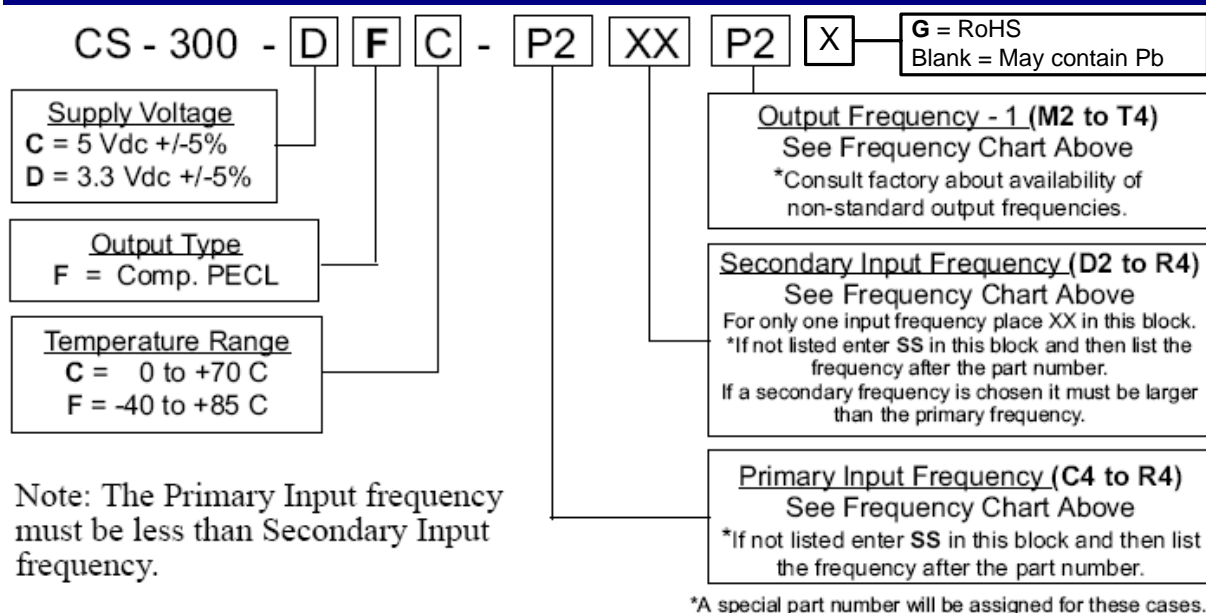 CS - 300 - D F C - P2 XX P2 X
G = RoHS
Blank = May contain Pb
Supply Voltage
C = 5 Vdc +/-5%
D = 3.3 Vdc +/-5%
Output Type
F = Comp. PECL
Temperature Range
C = 0 to +70 C
F = -40 to +85 C
Note: The Primary Input frequency
must be less than Secondary Input
frequency.
Output Frequency - 1 (M2 to T4)
See Frequency Chart Above
*Consult factory about availability of
non-standard output frequencies.
Secondary Input Frequency (D2 to R4)
See Frequency Chart Above
For only one input frequency place XX in this block.
*If not listed enter SS in this block and then list the
frequency after the part number.
If a secondary frequency is chosen it must be larger
than the primary frequency.
Primary Input Frequency (C4 to R4)
See Frequency Chart Above
*If not listed enter SS in this block and then list
the frequency after the part number.
*A special part number will be assigned for these cases.